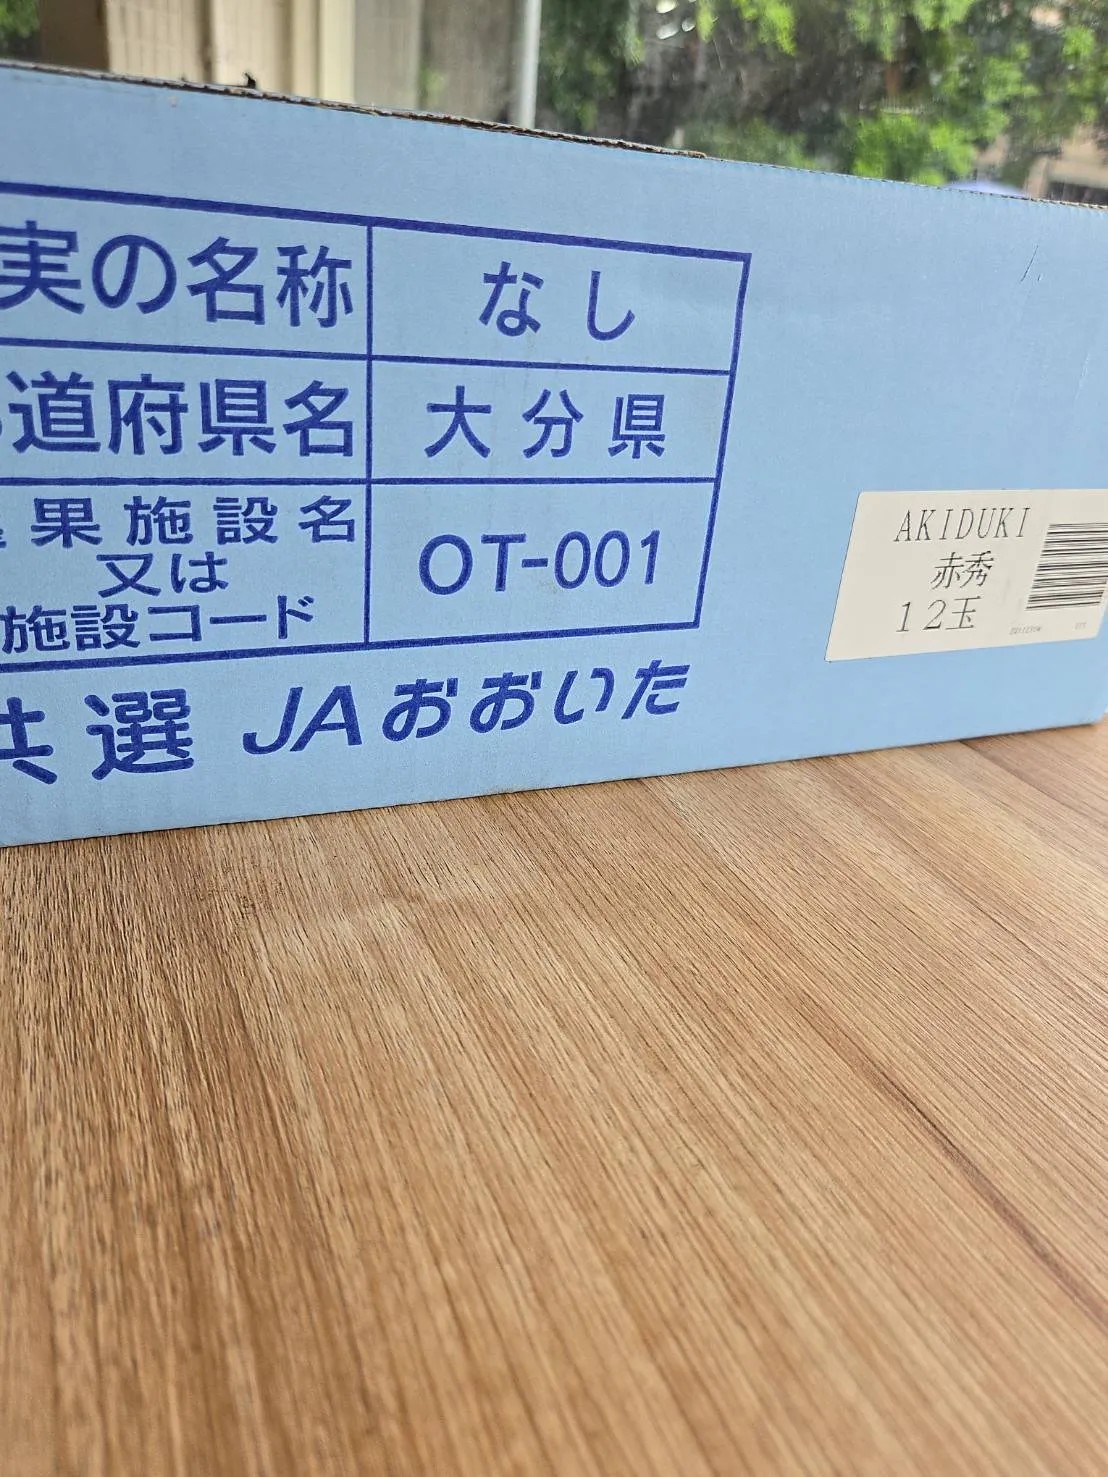 実の名称 なし
道府県名 大分県
果施設名
又は
施設コード
OT-001
共選 JAおおいた
AKIDUKI
赤秀
12玉